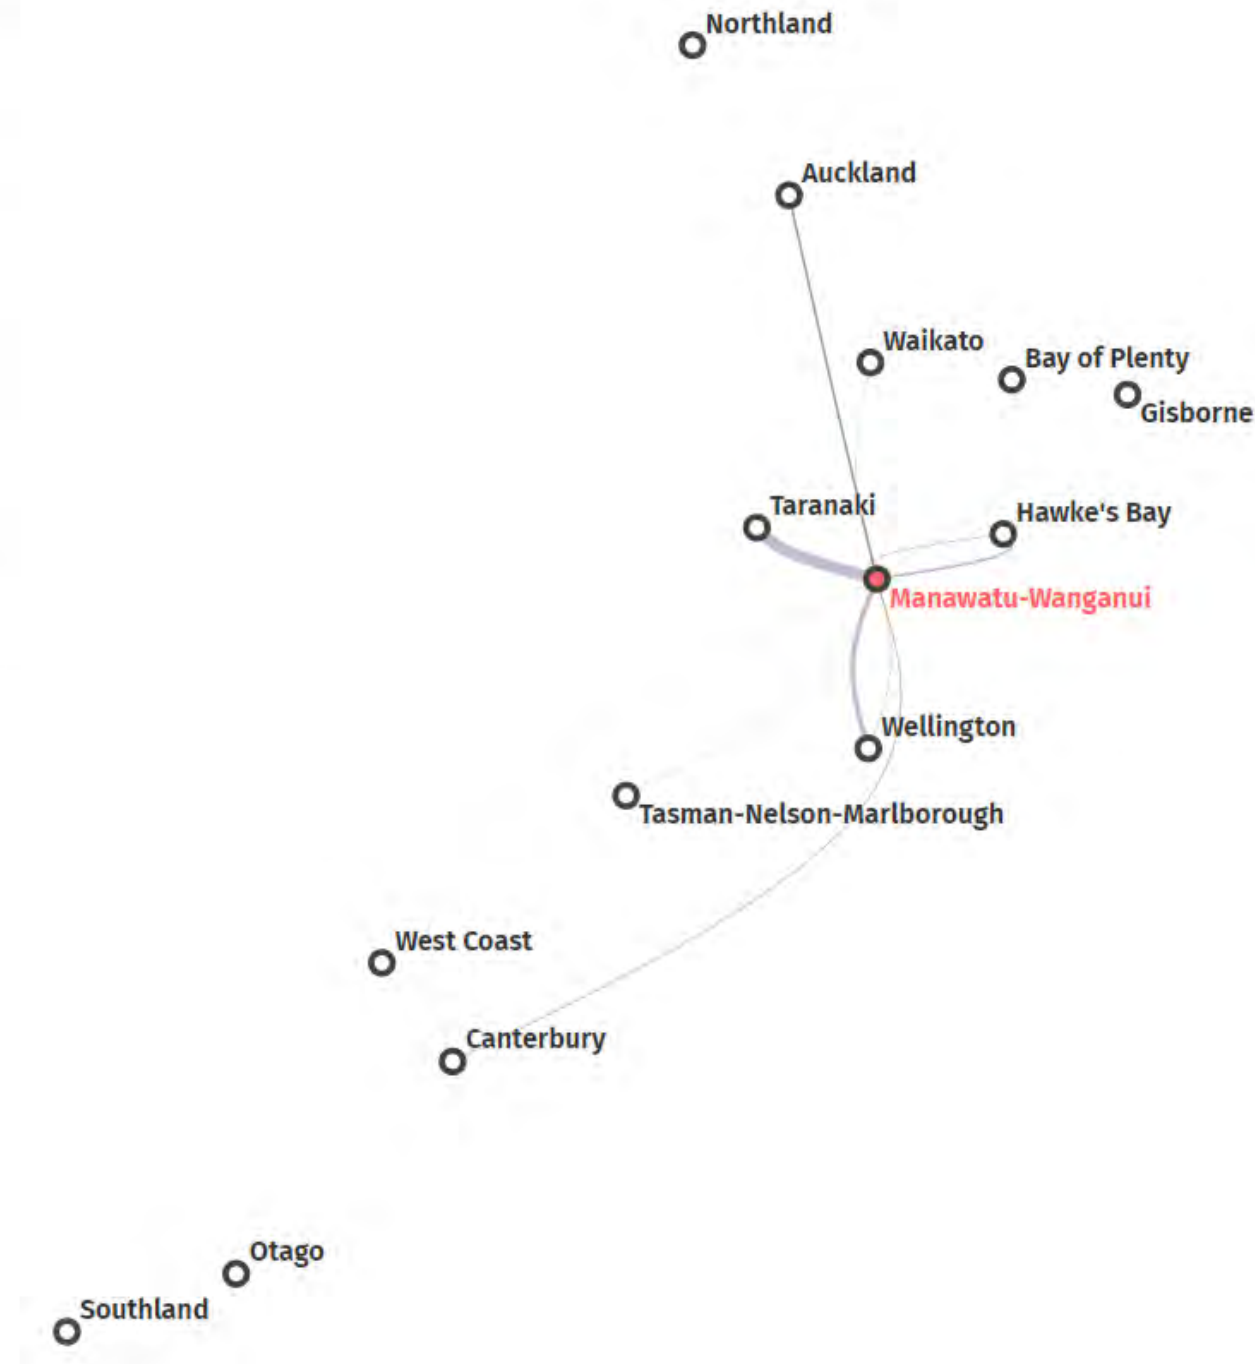 Northland
Auckland
Waikato
Bay of Plenty
Gisborne
Taranaki
Hawke's Bay
Manawatu-Wanganui
Wellington
Tasman-Nelson-Marlborough
West Coast
Canterbury
Otago
Southland